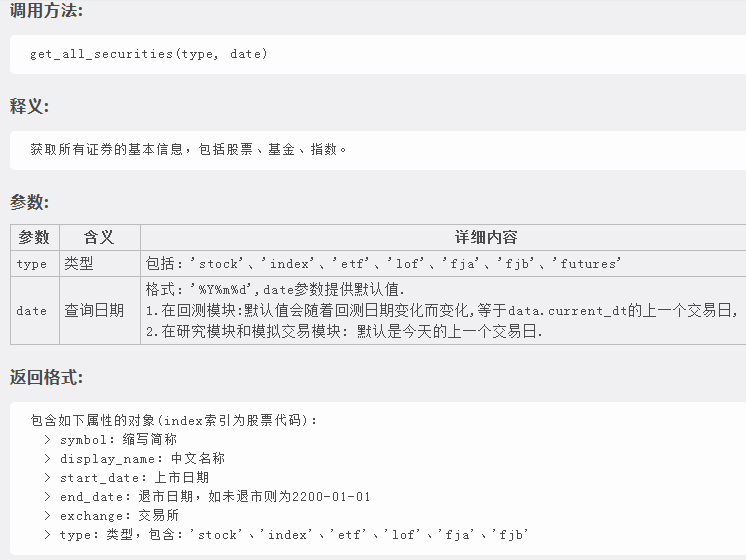 调用方法:
get_all_securities(type, date)
释义:
获取所有证券的基本信息，包括股票、基金、指数。
参数:
参数 含义 详细内容
type 类型 包括：'stock'、'index'、'etf'、'lof'、'fja'、'fjb'、'futures'
格式：'%Y%m%d',date参数提供默认值.
date 查询日期 1.在回测模块:默认值会随着回测日期变化而变化,等于data.current_dt的上一个交易日,
2.在研究模块和模拟交易模块: 默认是今天的上一个交易日.
返回格式:
包含如下属性的对象(index索引为股票代码):
> symbol: 缩写简称
> display_name: 中文名称
> start_date: 上市日期
> end_date: 退市日期，如未退市则为2200-01-01
> exchange: 交易所
> type: 类型，包含：'stock'、'index'、'etf'、'lof'、'fja'、'fjb'